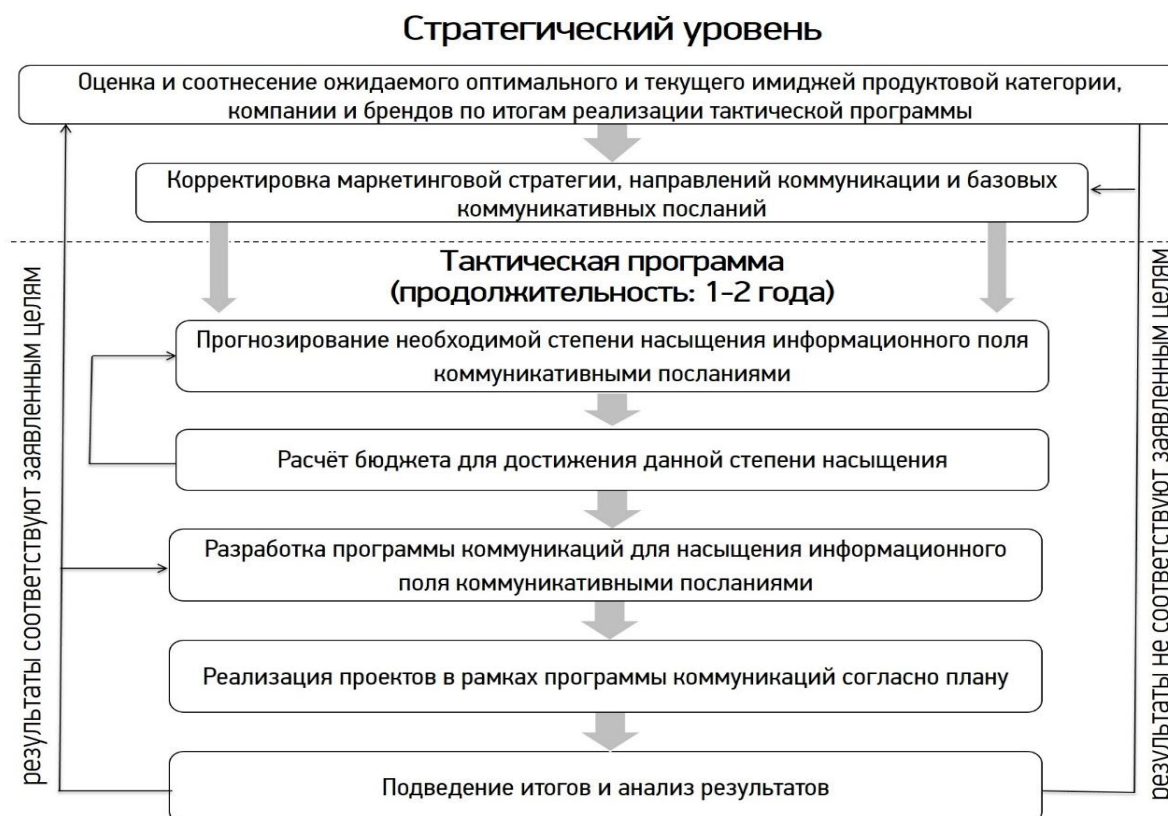 Стратегический уровень
Оценка и соотнесение ожидаемого оптимального и текущего имиджей продуктовой категории,
компании и брендов по итогам реализации тактической программы
Корректировка маркетинговой стратегии, направлений коммуникации и базовых
коммуникативных посланий
Тактическая программа
(продолжительность: 1-2 года)
Прогнозирование необходимой степени насыщения информационного поля
коммуникативными посланиями
Расчёт бюджета для достижения данной степени насыщения
Разработка программы коммуникаций для насыщения информационного
поля коммуникативными посланиями
Реализация проектов в рамках программы коммуникаций согласно плану
Подведение итогов и анализ результатов
результаты соответствуют заявленным целям
результаты не соответствуют заявленным целям